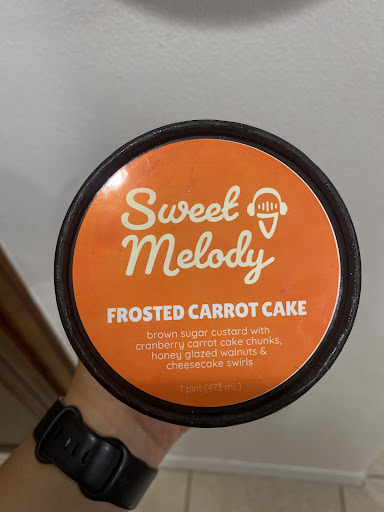 Sweet
Melody
FROSTED CARROT CAKE
brown sugar custard with
cranberry carrot cake chunks,
honey glazed walnuts &
cheesecake swirls
1 pint (473 mL)